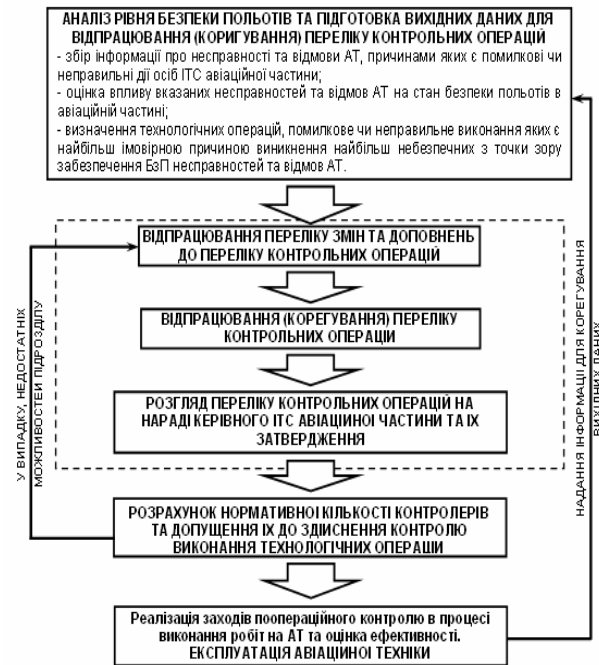 АНАЛІЗ РІВНЯ БЕЗПЕКИ ПОЛЬОТІВ ТА ПІДГОТОВКА ВИХІДНИХ ДАНИХ ДЛЯ
ВІДПРАЦЮВАННЯ (КОРИГУВАННЯ) ПЕРЕЛІКУ КОНТРОЛЬНИХ ОПЕРАЦІЙ
- збір інформації про несправності та відмови АТ, причинами яких є помилкові чи
неправильні дії осіб ІТС авіаційної частини;
- оцінка впливу вказаних несправностей та відмов АТ на стан безпеки польотів в
авіаційній частині;
- визначення технологічних операцій, помилкове чи неправильне виконання яких є
найбільш імовірною причиною виникнення найбільш небезпечних з точки зору
забезпечення БзП несправностей та відмов АТ.
ВІДПРАЦЮВАННЯ ПЕРЕЛІКУ ЗМІН ТА ДОПОВНЕНЬ
ДО ПЕРЕЛІКУ КОНТРОЛЬНИХ ОПЕРАЦІЙ
ВІДПРАЦЮВАННЯ (КОРЕГУВАННЯ) ПЕРЕЛІКУ
КОНТРОЛЬНИХ ОПЕРАЦІЙ
РОЗГЛЯД ПЕРЕЛІКУ КОНТРОЛЬНИХ ОПЕРАЦІЙ НА
НАРАДІ КЕРІВНОГО ІТС АВІАЦІЙНОЇ ЧАСТИНИ ТА ЇХ
ЗАТВЕРДЖЕННЯ
РОЗРАХУНОК НОРМАТИВНОЇ КІЛЬКОСТІ КОНТРОЛЕРІВ
ТА ДОПУЩЕННЯ ЇХ ДО ЗДІЙСНЕННЯ КОНТРОЛЮ
ВИКОНАННЯ ТЕХНОЛОГІЧНИХ ОПЕРАЦІЙ
Реалізація заходів поопераційного контролю в процесі
виконання робіт на АТ та оцінка ефективності.
ЕКСПЛУАТАЦІЯ АВІАЦІЙНОЇ ТЕХНІКИ
У ВИПАДКУ, НЕДОСТАТНІХ
МОЖЛИВОСТЕЙ ПІДРОЗДІЛУ
НАДАННЯ ІНФОРМАЦІЇ ДЛЯ КОРЕГУВАННЯ
ВИХІДНИХ ДАНИХ